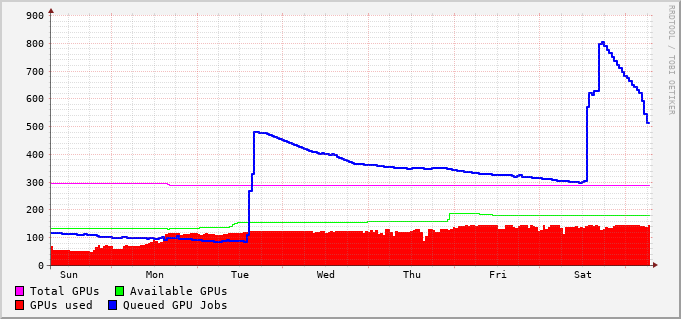 900
800
700
600
500
400
300
200
100
0
Sun Mon Tue Wed Thu Fri Sat
Total GPUs Available GPUs
GPUs used Queued GPU Jobs
RRDTOOL / TOBI OETIKER